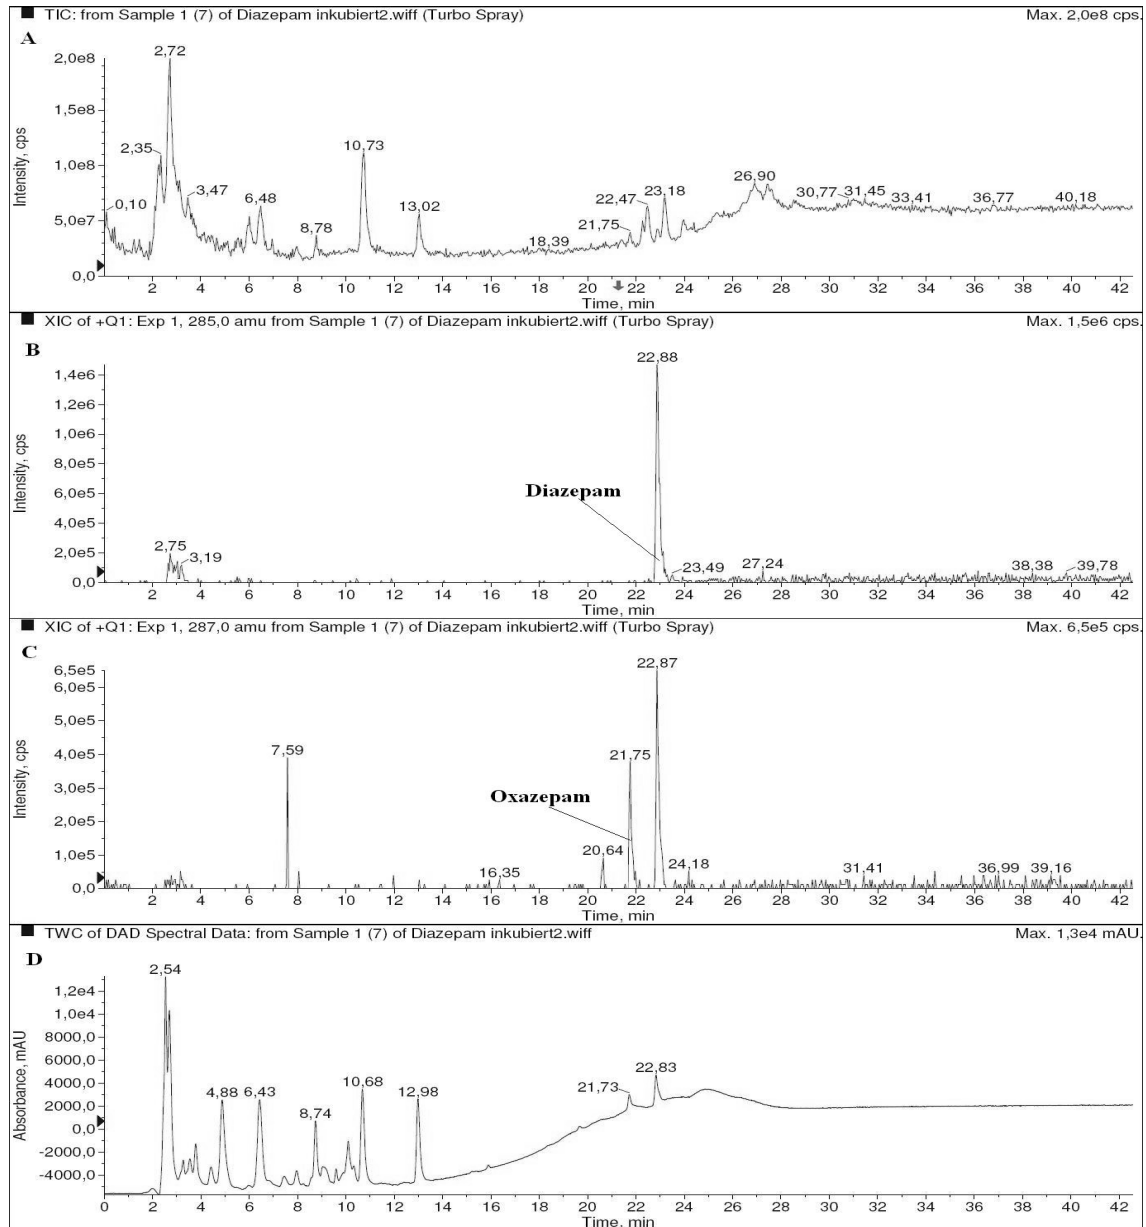 TIC: from Sample 1 (7) of Diazepam inkubiert2.wiff (Turbo Spray) Max. 2,0e8 cps.
A
2,0e8
1,5e8
1,0e8
5,0e7
0,0
Intensity, cps
0,10
2,35
2,72
3,47
6,48
8,78
10,73
13,02
18,39
21,75
22,47
23,18
26,90
30,77
31,45
33,41
36,77
40,18
2 4 6 8 10 12 14 16 18 20 22 24 26 28 30 32 34 36 38 40 42
Time, min
XIC of +Q1: Exp 1, 285,0 amu from Sample 1 (7) of Diazepam inkubiert2.wiff (Turbo Spray) Max. 1,5e6 cps.
B
1,4e6
1,2e6
1,0e6
8,0e5
6,0e5
4,0e5
2,0e5
0,0
Intensity, cps
2,75
3,19
22,88
Diazepam
23,49
27,24
38,38
39,78
2 4 6 8 10 12 14 16 18 20 22 24 26 28 30 32 34 36 38 40 42
Time, min
XIC of +Q1: Exp 1, 287,0 amu from Sample 1 (7) of Diazepam inkubiert2.wiff (Turbo Spray) Max. 6,5e5 cps.
C
6,5e5
6,0e5
5,0e5
4,0e5
3,0e5
2,0e5
1,0e5
0,0
Intensity, cps
7,59
16,35
20,64
21,75
Oxazepam
22,87
24,18
31,41
36,99
39,16
2 4 6 8 10 12 14 16 18 20 22 24 26 28 30 32 34 36 38 40 42
Time, min
TWC of DAD Spectral Data: from Sample 1 (7) of Diazepam inkubiert2.wiff Max. 1,3e4 mAU.
D
1,2e4
1,0e4
8000,0
6000,0
4000,0
2000,0
0,0
-2000,0
-4000,0
Absorbance, mAU
2,54
4,88
6,43
8,74
10,68
12,98
21,73
22,83
0 2 4 6 8 10 12 14 16 18 20 22 24 26 28 30 32 34 36 38 40 42
Time, min